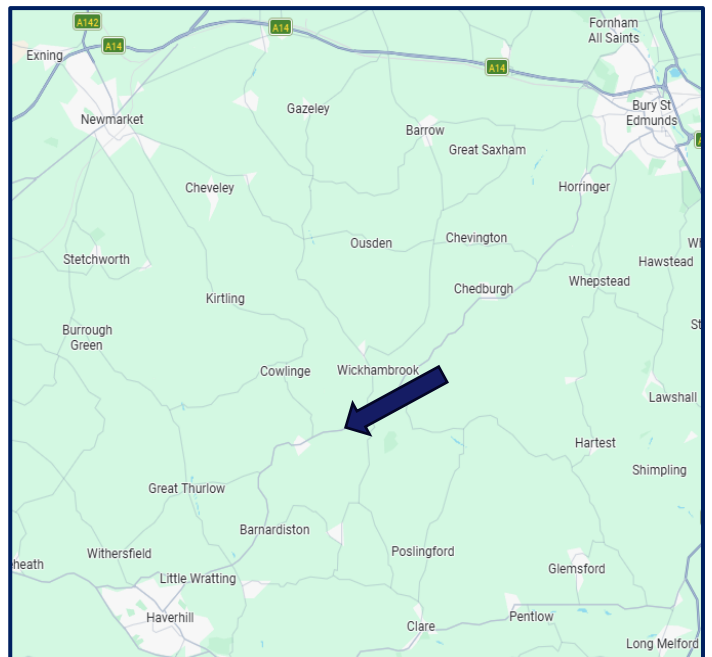 A142
A14
Fornham
All Saints
Exning
A14
A14
Newmarket
Gazeley
Bury St
Edmunds
Barrow
Great Saxham
Cheveley
Horringer
Ousden
Chevington
Stetchworth
Hawstead
Chedburgh
Whepstead
Kirtling
Burrough
Green
Cowlinge
Wickhambrook
Lawshall
Hartest
Shimpling
Great Thurlow
Barnardiston
Withersfield
Poslingford
heath
Glemsford
Little Wratting
Haverhill
Clare
Pentlow
Long Melford